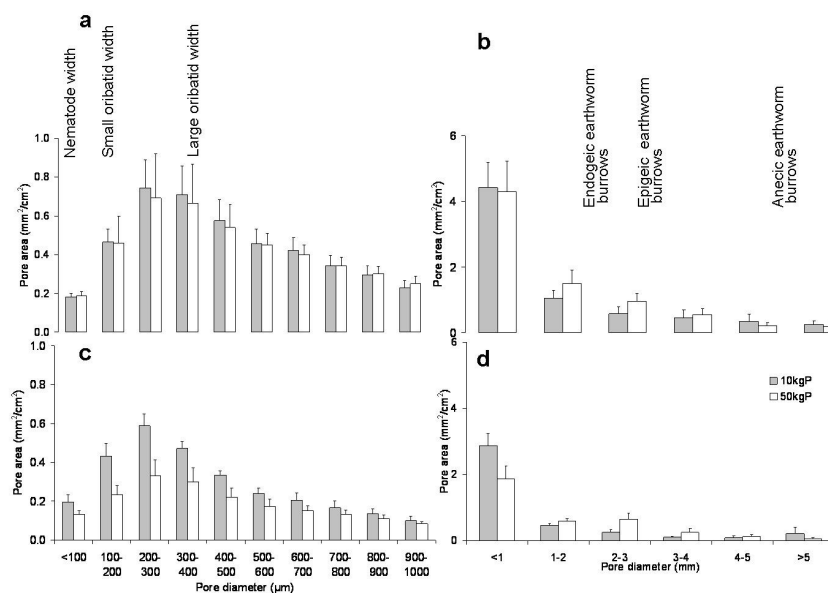 a
Nematode width
Small oribatid width
Large oribatid width
Pore area (mm²/cm²)
1.0
0.8
0.6
0.4
0.2
0.0
b
Endogeic earthworm
burrows
Epigeic earthworm
burrows
Anecic earthworm
burrows
Pore area (mm²/cm²)
6
4
2
0
c
Pore area (mm²/cm²)
1.0
0.8
0.6
0.4
0.2
0.0
<100 100-200 200-300 300-400 400-500 500-600 600-700 700-800 800-900 900-1000
Pore diameter (µm)
d
10kgP
50kgP
Pore area (mm²/cm²)
6
4
2
0
<1 1-2 2-3 3-4 4-5 >5
Pore diameter (mm)